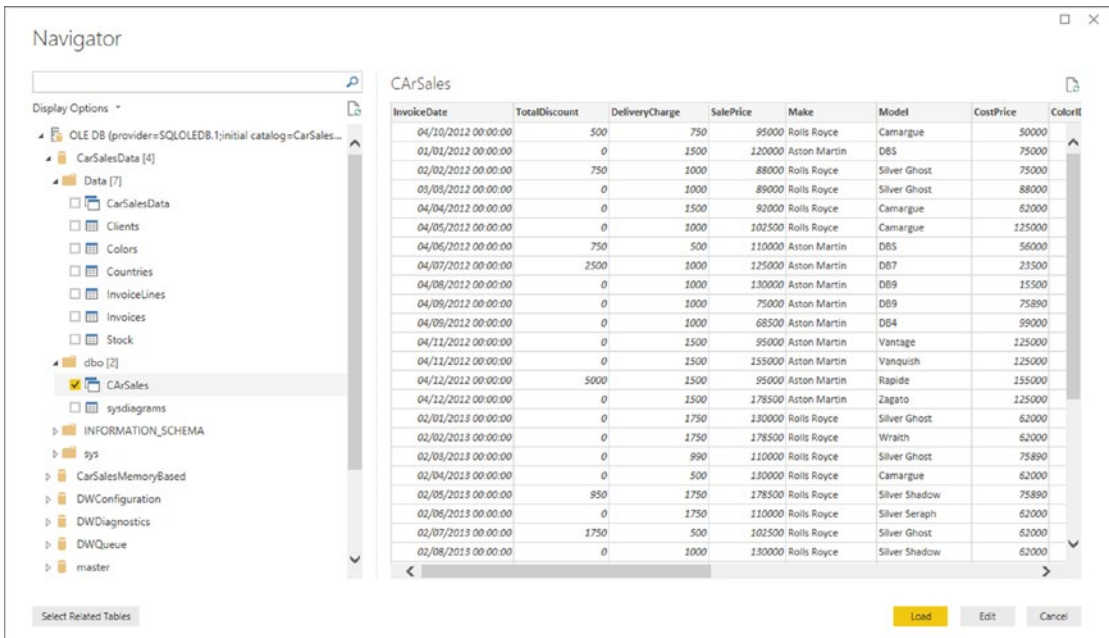 Navigator
Display Options
OLE DB (provider=SQLOLEDB.1;initial catalog=CarSales...
CarSalesData [4]
Data [7]
CarSalesData
Clients
Colors
Countries
InvoiceLines
Invoices
Stock
dbo [2]
CArSales
sysdiagrams
INFORMATION_SCHEMA
sys
CarSalesMemoryBased
DWConfiguration
DWDiagnostics
DWQueue
master
CArSales
InvoiceDate TotalDiscount DeliveryCharge SalePrice Make Model CostPrice ColorID
04/10/2012 00:00:00 500 750 95000 Rolls Royce Camargue 50000
01/01/2012 00:00:00 0 1500 120000 Aston Martin DBS 75000
02/02/2012 00:00:00 750 1000 88000 Rolls Royce Silver Ghost 75000
03/03/2012 00:00:00 0 1000 89000 Rolls Royce Silver Ghost 88000
04/04/2012 00:00:00 0 1500 92000 Rolls Royce Camargue 62000
04/05/2012 00:00:00 0 1000 102500 Rolls Royce Camargue 125000
04/06/2012 00:00:00 750 500 110000 Aston Martin DBS 56000
04/07/2012 00:00:00 2500 1000 125000 Aston Martin DB7 23500
04/08/2012 00:00:00 0 1000 130000 Aston Martin DB9 15500
04/09/2012 00:00:00 0 1000 75000 Aston Martin DB9 75890
04/09/2012 00:00:00 0 1000 68500 Aston Martin DB4 99000
04/11/2012 00:00:00 0 1500 95000 Aston Martin Vantage 125000
04/11/2012 00:00:00 0 1500 155000 Aston Martin Vanquish 125000
04/12/2012 00:00:00 5000 1500 95000 Aston Martin Rapide 155000
04/12/2012 00:00:00 0 1500 178500 Aston Martin Zagato 125000
02/01/2013 00:00:00 0 1750 130000 Rolls Royce Silver Ghost 62000
02/02/2013 00:00:00 0 1750 178500 Rolls Royce Wraith 62000
02/03/2013 00:00:00 0 990 110000 Rolls Royce Silver Ghost 75890
02/04/2013 00:00:00 0 500 130000 Rolls Royce Camargue 62000
02/05/2013 00:00:00 950 1750 178500 Rolls Royce Silver Shadow 75890
02/06/2013 00:00:00 0 1750 110000 Rolls Royce Silver Seraph 62000
02/07/2013 00:00:00 1750 500 102500 Rolls Royce Silver Ghost 62000
02/08/2013 00:00:00 0 1000 130000 Rolls Royce Silver Shadow 62000
Select Related Tables
Load
Edit
Cancel